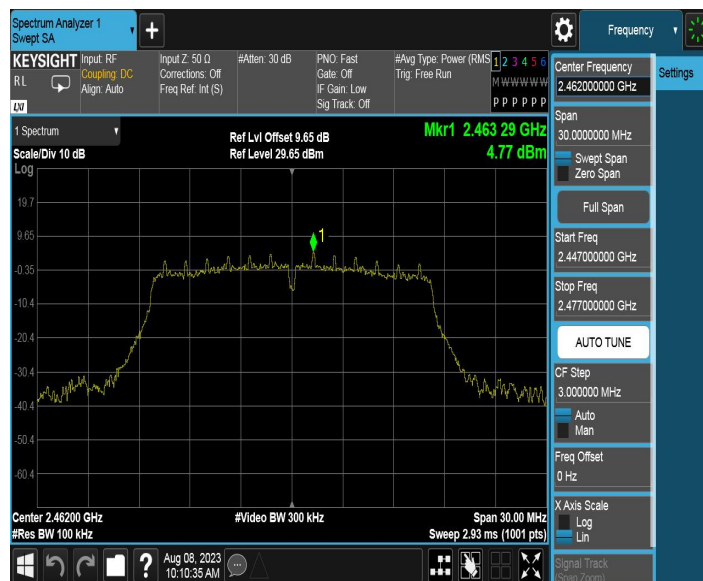 Spectrum Analyzer 1
Swept SA
+
Frequency
KEYSIGHT
RL
LXI
Input: RF
Coupling: DC
Align: Auto
Input Z: 50 Ω
Corrections: Off
Freq Ref: Int (S)
#Atten: 30 dB
PNO: Fast
Gate: Off
IF Gain: Low
Sig Track: Off
#Avg Type: Power (RMS
Trig: Free Run
1 2 3 4 5 6
M W W W W W
P P P P P P
1 Spectrum
Scale/Div 10 dB
Log
Ref Lvl Offset 9.65 dB
Ref Level 29.65 dBm
Mkr1 2.463 29 GHz
4.77 dBm
19.7
9.65
-0.35
-10.4
-20.4
-30.4
-40.4
-50.4
-60.4
1
Center 2.46200 GHz
#Res BW 100 kHz
#Video BW 300 kHz
Span 30.00 MHz
Sweep 2.93 ms (1001 pts)
Center Frequency
2.462000000 GHz
Settings
Span
30.0000000 MHz
Swept Span
Zero Span
Full Span
Start Freq
2.447000000 GHz
Stop Freq
2.477000000 GHz
AUTO TUNE
CF Step
3.000000 MHz
Auto
Man
Freq Offset
0 Hz
X Axis Scale
Log
Lin
Signal Track
(Span Zoom)
?
Aug 08, 2023
10:10:35 AM